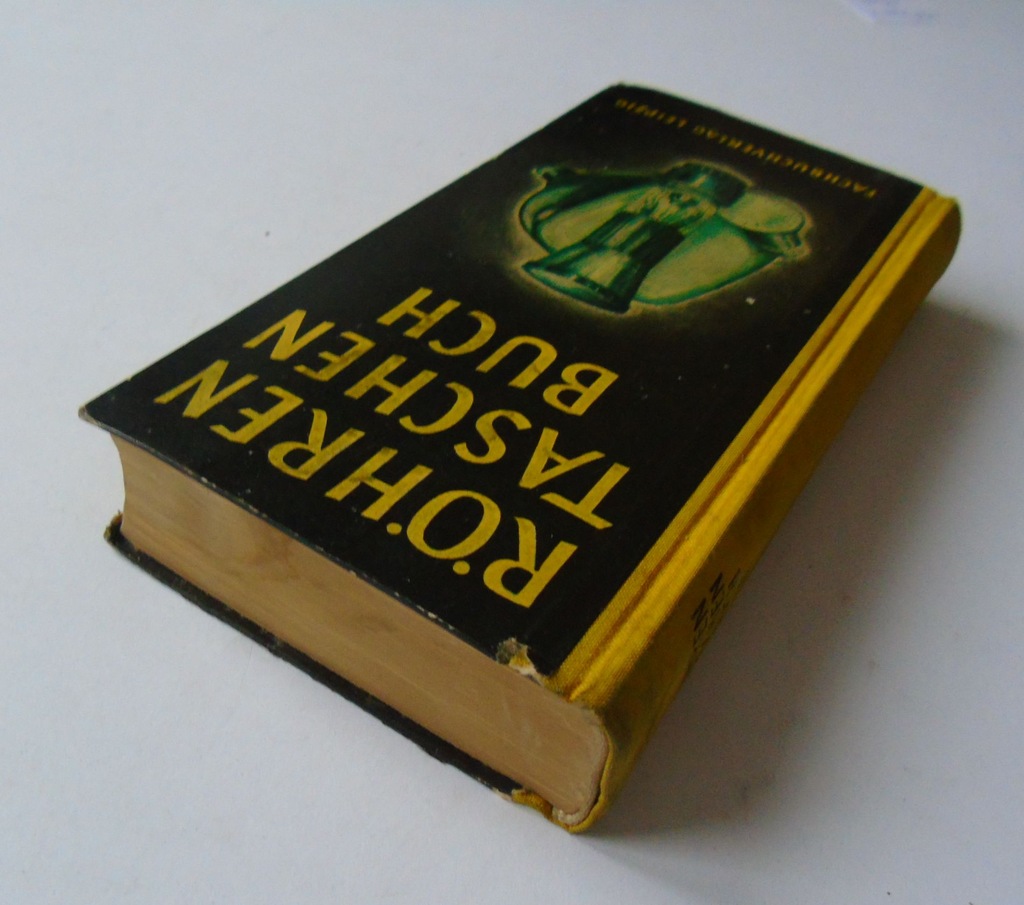 RÖHREN
TASCHEN
BUCH
FACHBUCHVERLAG LEIPZIG